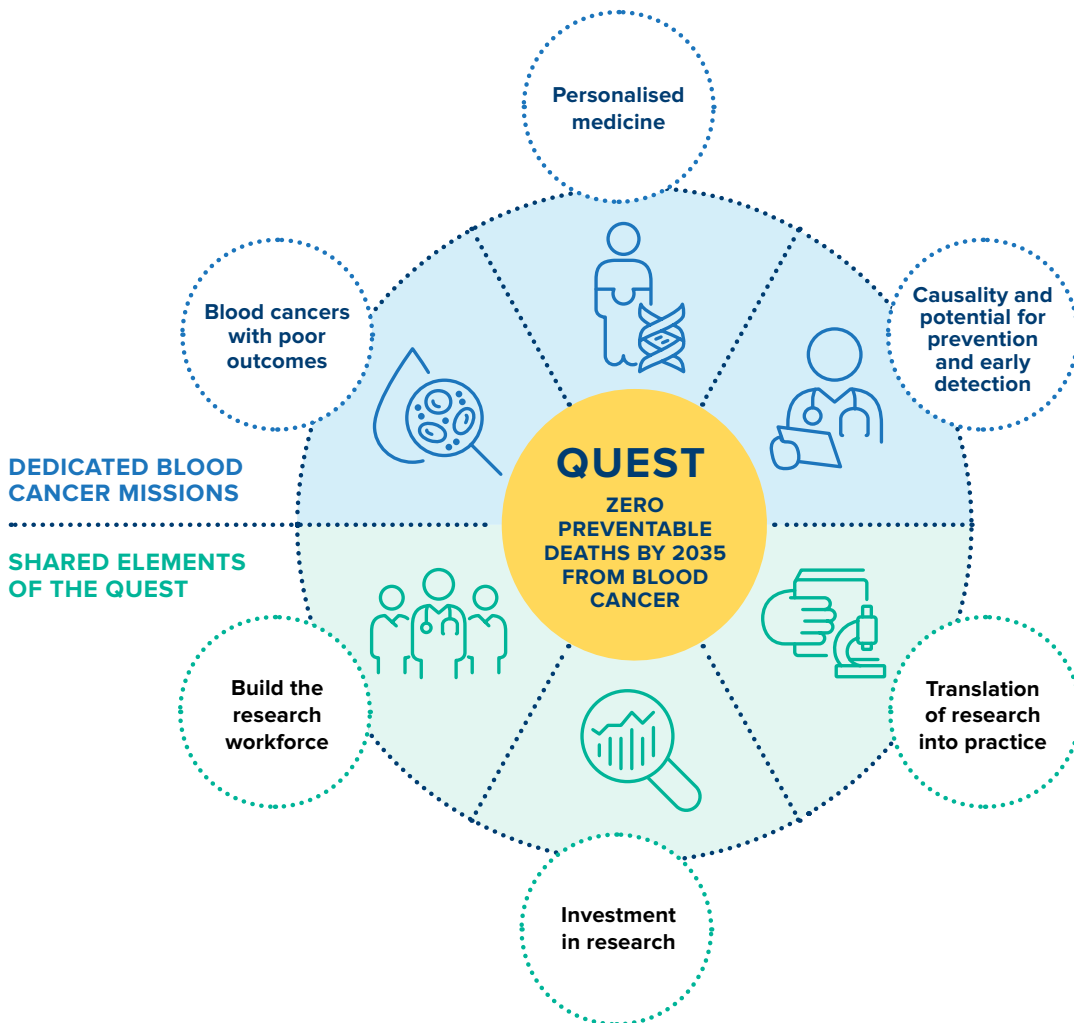 Personalised
medicine
Blood cancers
with poor
outcomes
Causality and
potential for
prevention
and early
detection
DEDICATED BLOOD
CANCER MISSIONS
QUEST
ZERO
PREVENTABLE
DEATHS BY 2035
FROM BLOOD
CANCER
SHARED ELEMENTS
OF THE QUEST
Build the
research
workforce
Translation
of research
into practice
Investment
in research